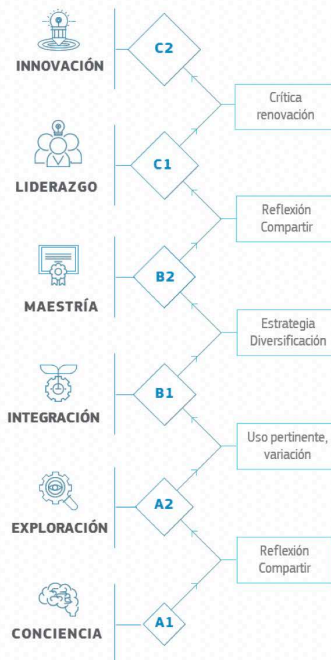 C2
INNOVACIÓN
Crítica
renovación
C1
LIDERAZGO
Reflexión
Compartir
B2
MAESTRÍA
Estrategia
Diversificación
B1
INTEGRACIÓN
Uso pertinente,
variación
A2
EXPLORACIÓN
Reflexión
Compartir
A1
CONCIENCIA